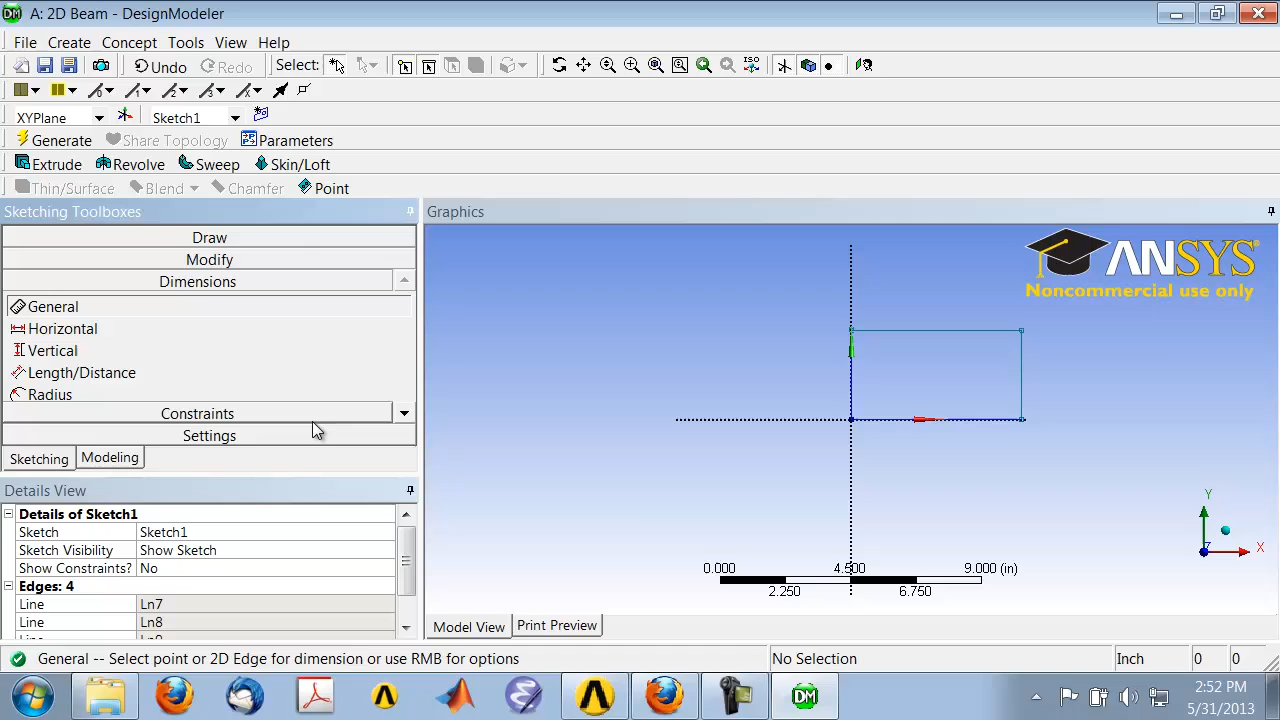 DM A: 2D Beam - DesignModeler
File Create Concept Tools View Help
Undo Redo Select: ISO
XYPlane Sketch1
Generate Share Topology Parameters
Extrude Revolve Sweep Skin/Loft
Thin/Surface Blend Chamfer Point
Sketching Toolboxes
Draw
Modify
Dimensions
General
Horizontal
Vertical
Length/Distance
Radius
Constraints
Settings
Sketching Modeling
Details View
Details of Sketch1
Sketch Sketch1
Sketch Visibility Show Sketch
Show Constraints? No
Edges: 4
Line Ln7
Line Ln8
Line Ln9
Graphics
ANSYS
Noncommercial use only
Y
Z X
0.000 4.500 9.000 (in)
2.250 6.750
Model View Print Preview
General -- Select point or 2D Edge for dimension or use RMB for options No Selection Inch 0 0
DM
2:52 PM
5/31/2013